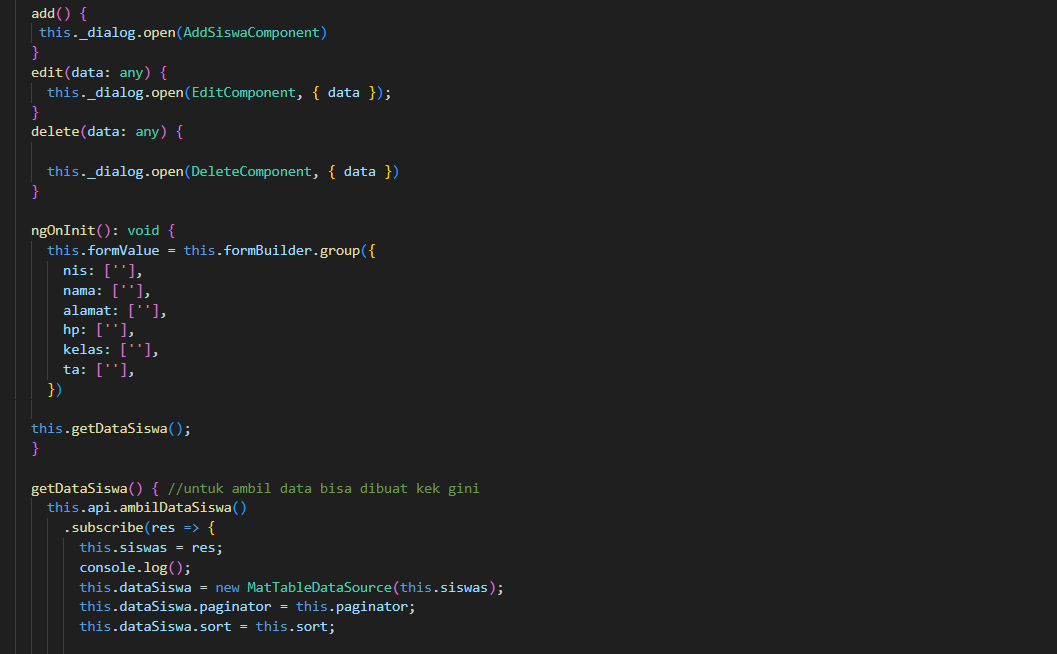 add() {
this._dialog.open(AddSiswaComponent)
}
edit(data: any) {
this._dialog.open(EditComponent, { data });
}
delete(data: any) {
this._dialog.open(DeleteComponent, { data })
}
ngOnInit(): void {
this.formValue = this.formBuilder.group({
nis: [''],
nama: [''],
alamat: [''],
hp: [''],
kelas: [''],
ta: [''],
})
this.getDataSiswa();
}
getDataSiswa() { //untuk ambil data bisa dibuat kek gini
this.api.ambilDataSiswa()
.subscribe(res => {
this.siswas = res;
console.log();
this.dataSiswa = new MatTableDataSource(this.siswas);
this.dataSiswa.paginator = this.paginator;
this.dataSiswa.sort = this.sort;